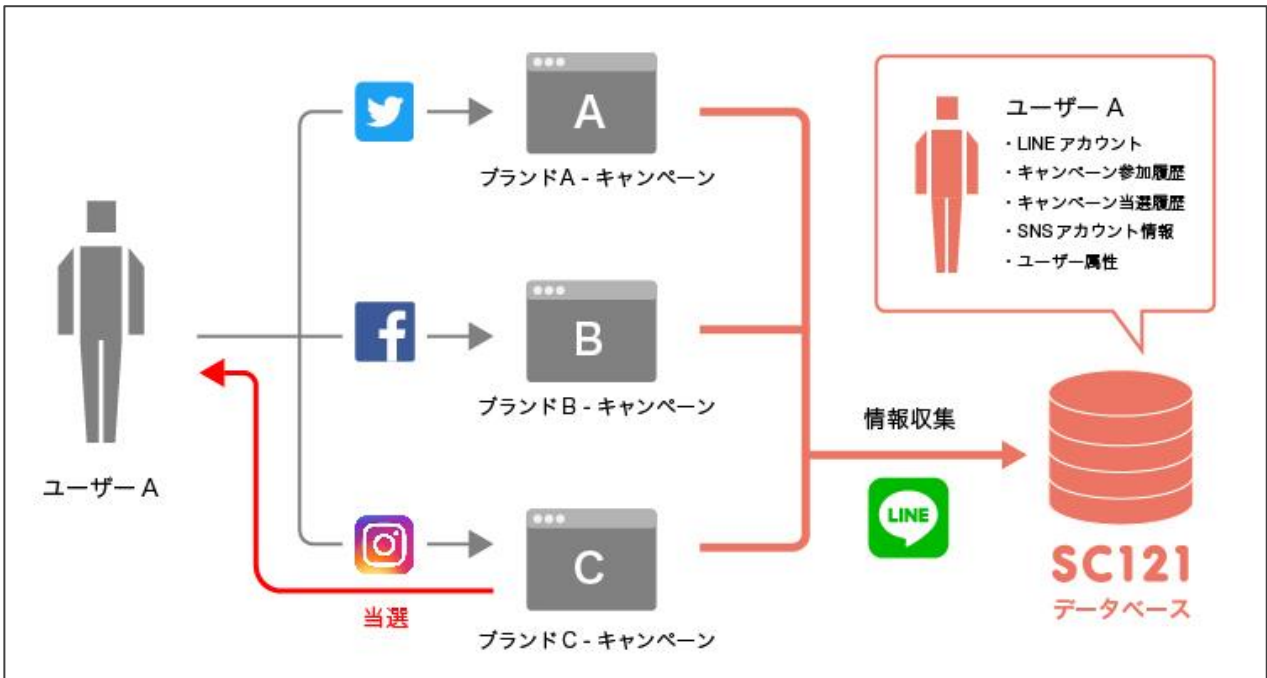 A
ブランドA - キャンペーン
ユーザー A
・LINE アカウント
・キャンペーン参加履歴
・キャンペーン当選履歴
・SNS アカウント情報
・ユーザー属性
B
ブランドB - キャンペーン
ユーザー A
情報収集
LINE
C
当選
ブランドC - キャンペーン
SC121
データベース